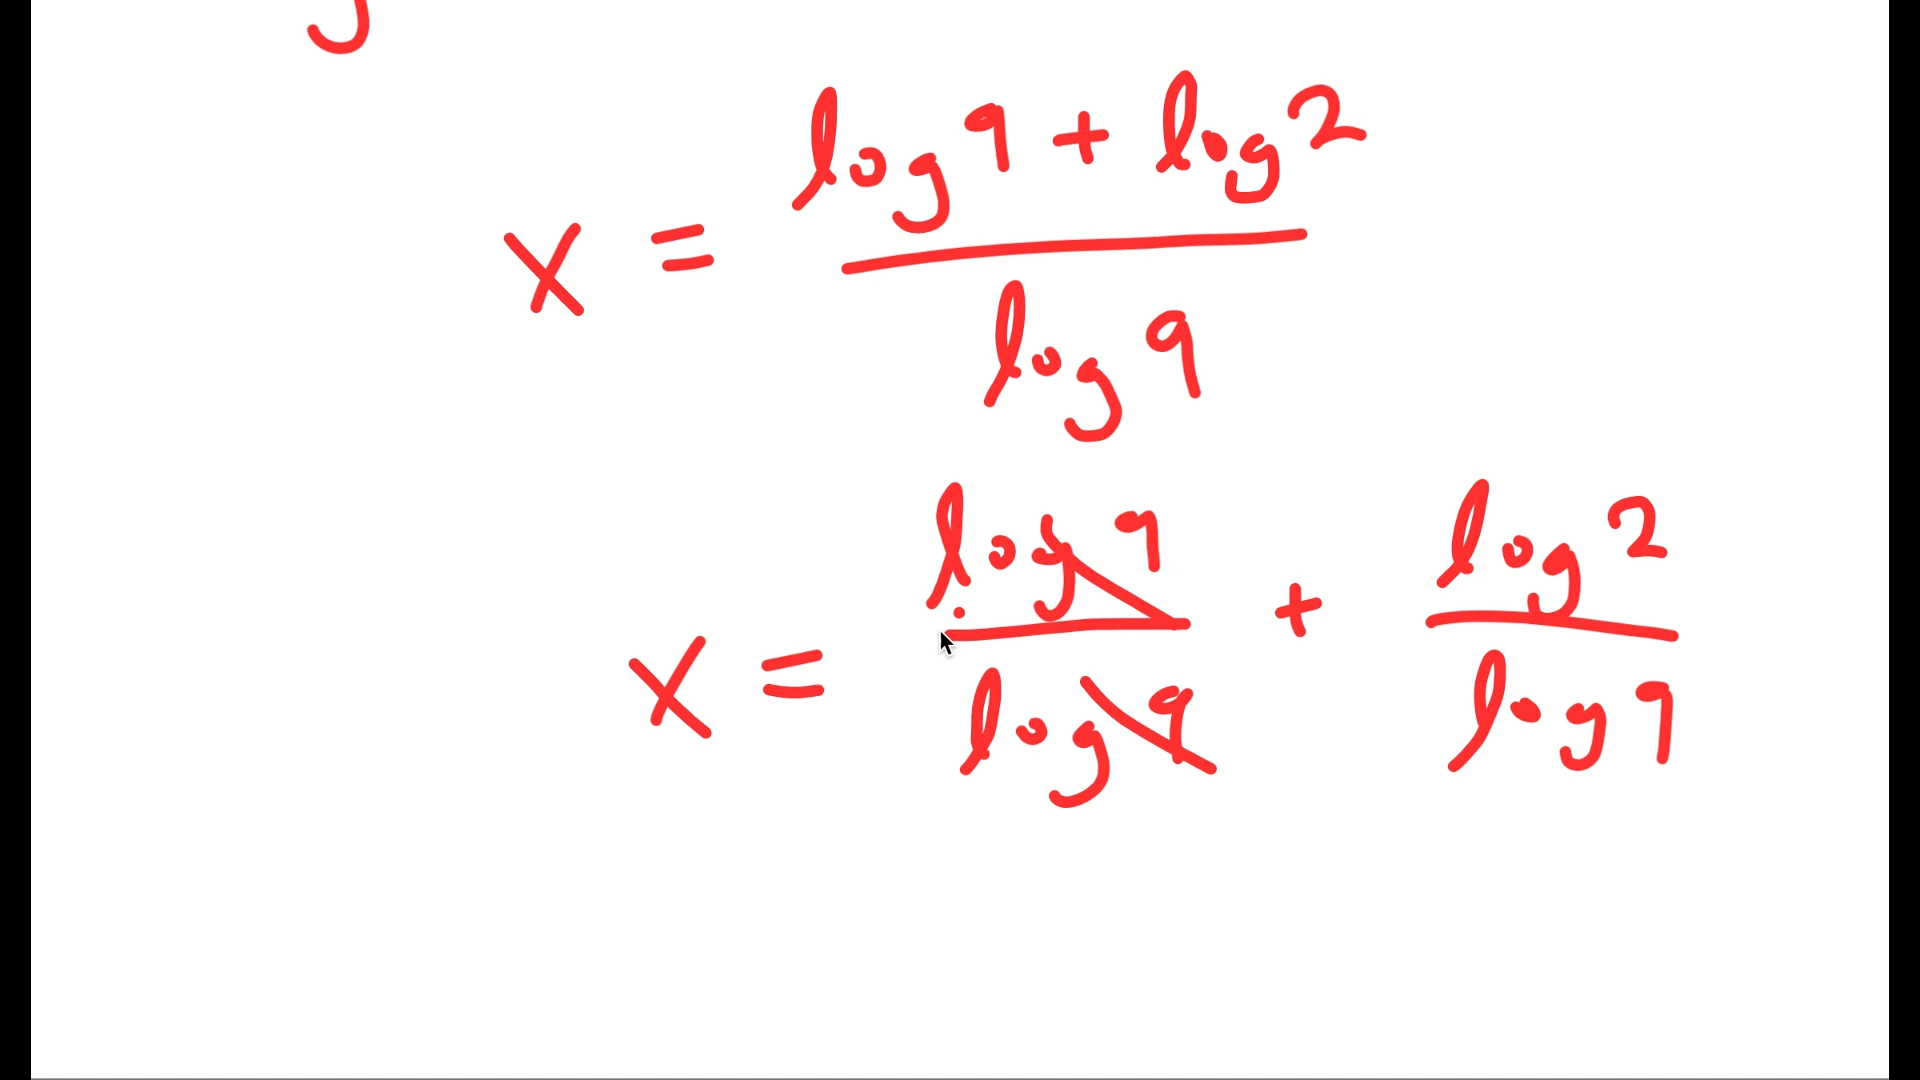 x = (log 9 + log 2) / log 9
x = log 9 / log 9 + log 2 / log 9